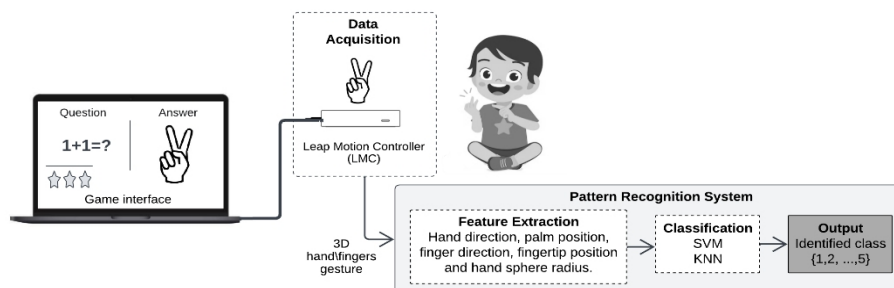 Data
Acquisition
Question
Answer
1+1=?
Game interface
Leap Motion Controller
(LMC)
3D
hand\fingers
gesture
Pattern Recognition System
Feature Extraction
Hand direction, palm position,
finger direction, fingertip position
and hand sphere radius.
Classification
SVM
KNN
Output
Identified class
{1,2, ...,5}